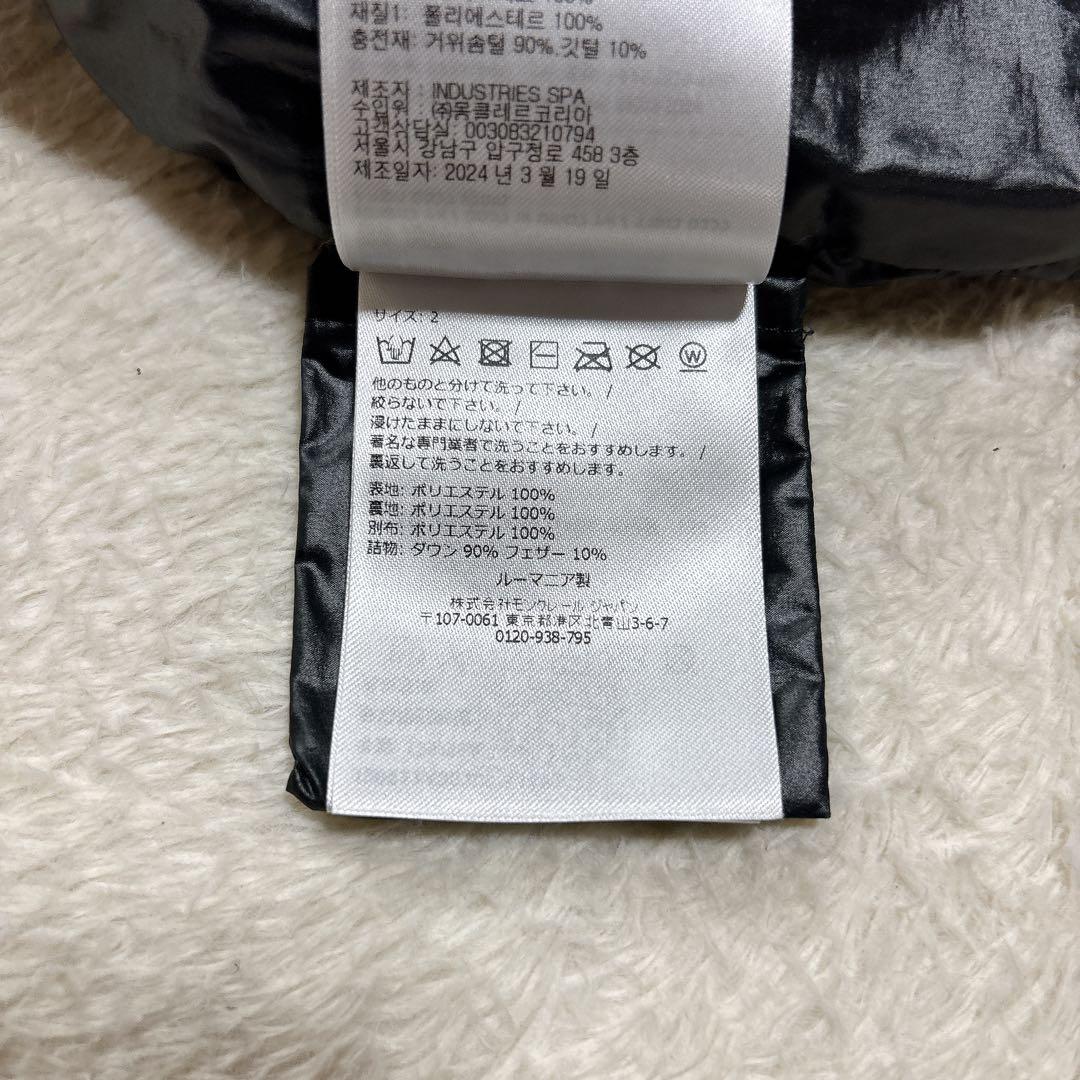 재질1: 폴리에스테르 100%
충전재: 거위솜털 90%.깃털 10%
제조자 : INDUSTRIES SPA
수입원 : ㈜몽클레르코리아
고객상담실: 003083210794
서울시 강남구 압구정로 458 3층
제조일자: 2024 년 3 월 19 일
サイズ: 2
W
他のものと分けて洗って下さい。 /
絞らないで下さい。 /
浸けたままにしないて下さい。 /
著名な専門業者で洗うことをおすすめします。 /
裏返して洗うことをおすすめします。
表地: ポリエステル 100%
裏地: ポリエステル 100%
別布: ポリエステル 100%
詰物: ダウン 90% フェザー 10%
ルーマニア製
株式会社モンクレール ジャパン
〒107-0061 東京都港区北青山3-6-7
0120-938-795